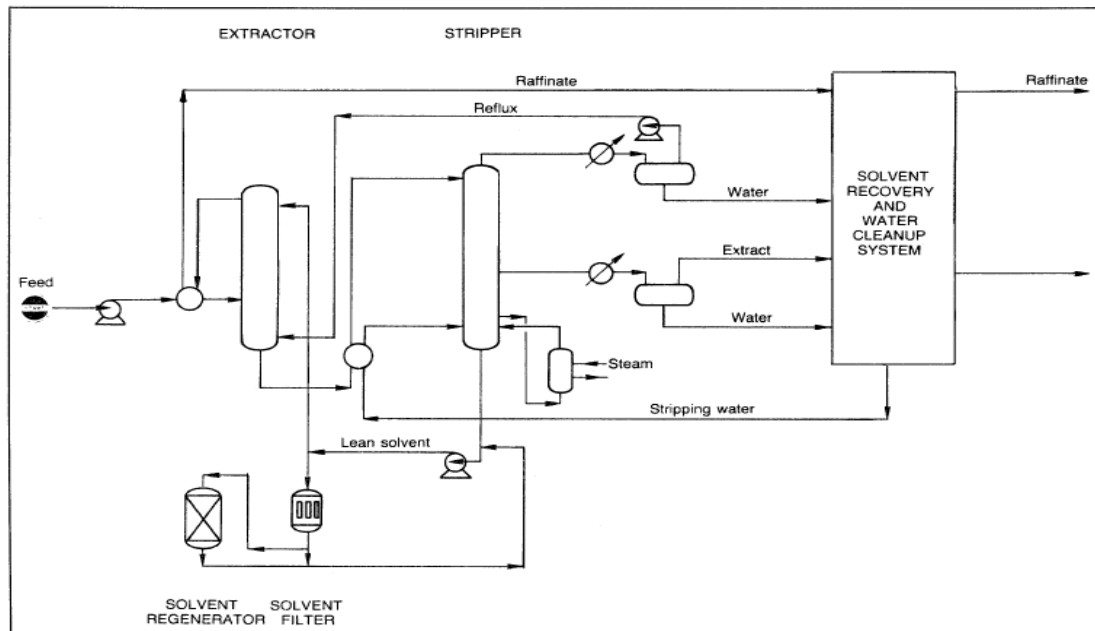 EXTRACTOR
STRIPPER
Raffinate
Raffinate
Reflux
Water
SOLVENT
RECOVERY
AND
WATER
CLEANUP
SYSTEM
Extract
Feed
Water
Steam
Stripping water
Lean solvent
SOLVENT
REGENERATOR
SOLVENT
FILTER